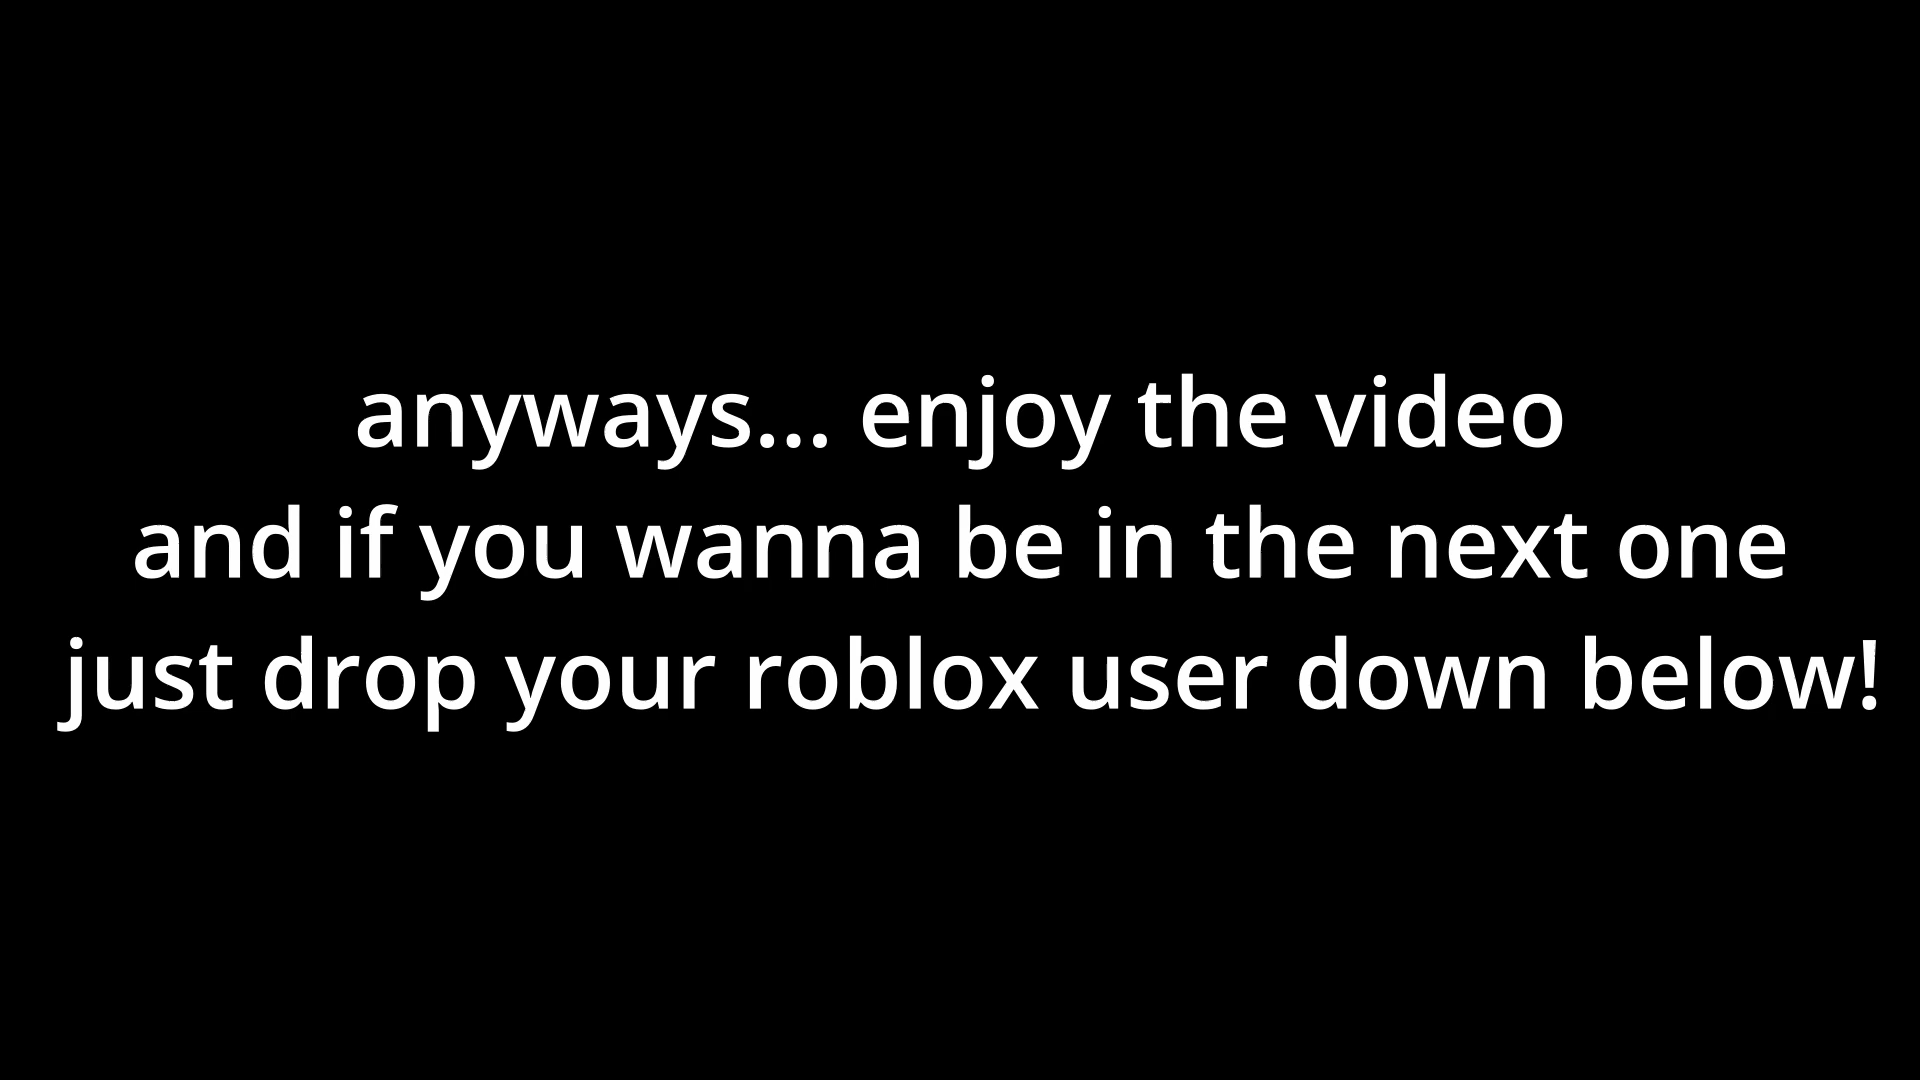 anyways... enjoy the video
and if you wanna be in the next one
just drop your roblox user down below!